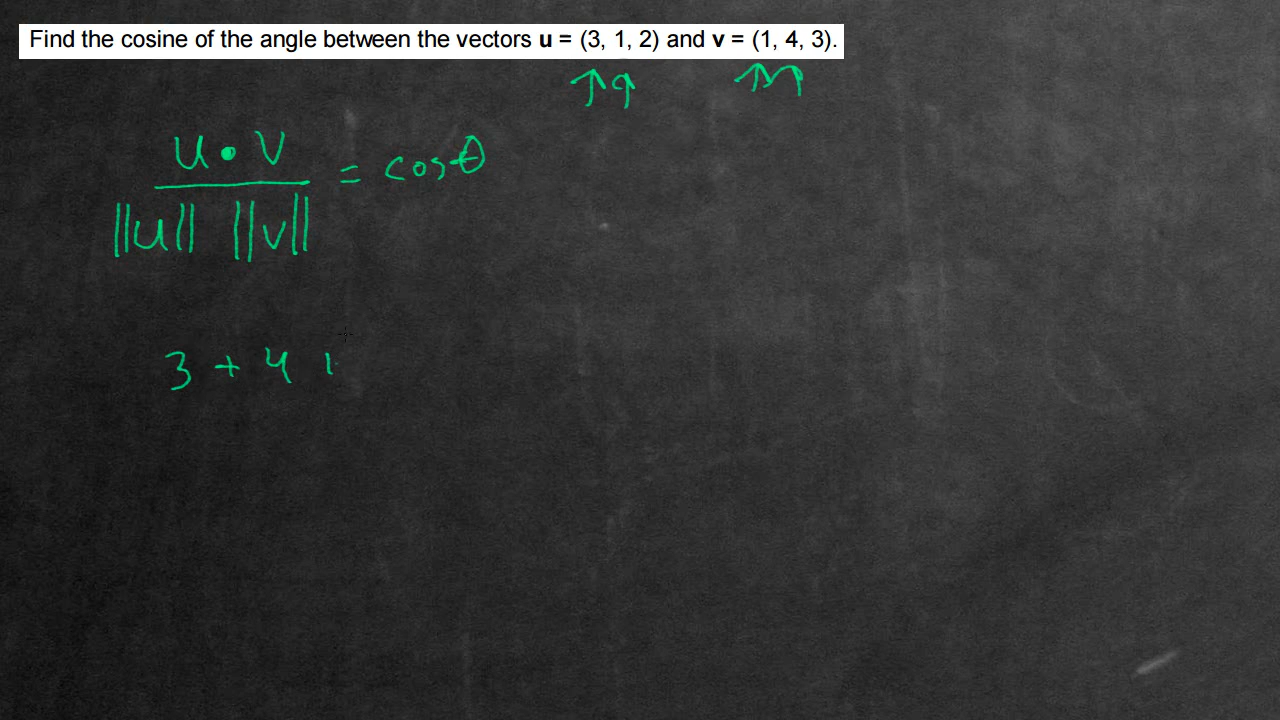 Find the cosine of the angle between the vectors u = (3, 1, 2) and v = (1, 4, 3).
u • v
= cosθ
||u|| ||v||
3 + 4